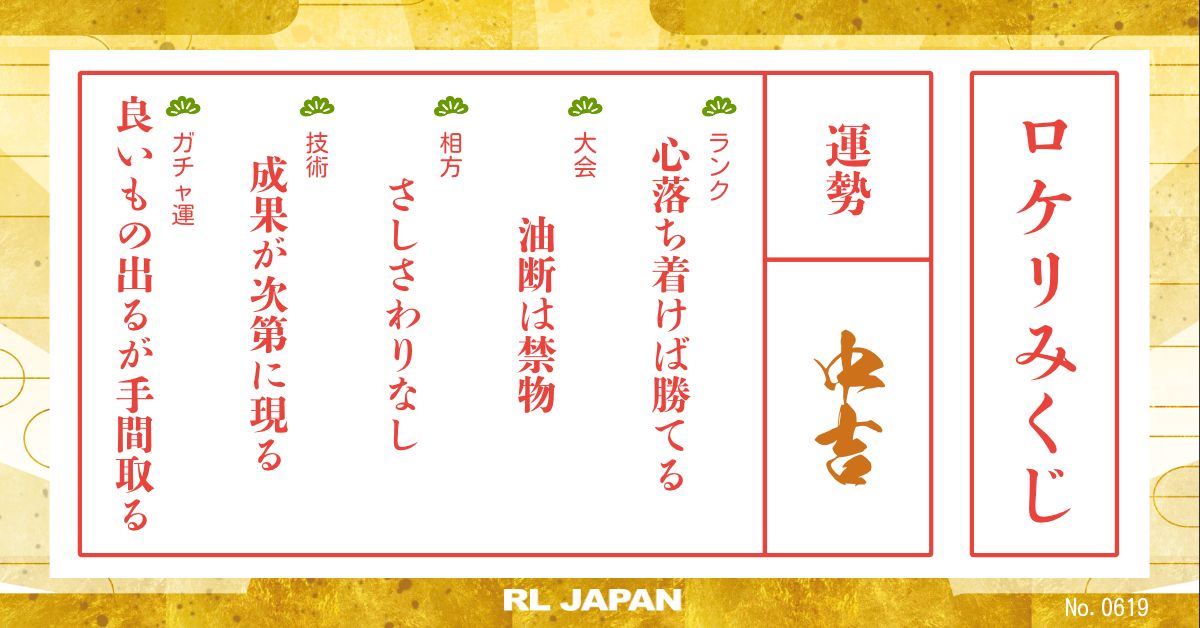 ロケリみくじ
運勢
中吉
ランク
心落ち着けば勝てる
大会
油断は禁物
相方
さしさわりなし
技術
成果が次第に現る
ガチャ運
良いもの出るが手間取る
RL JAPAN
No. 0619